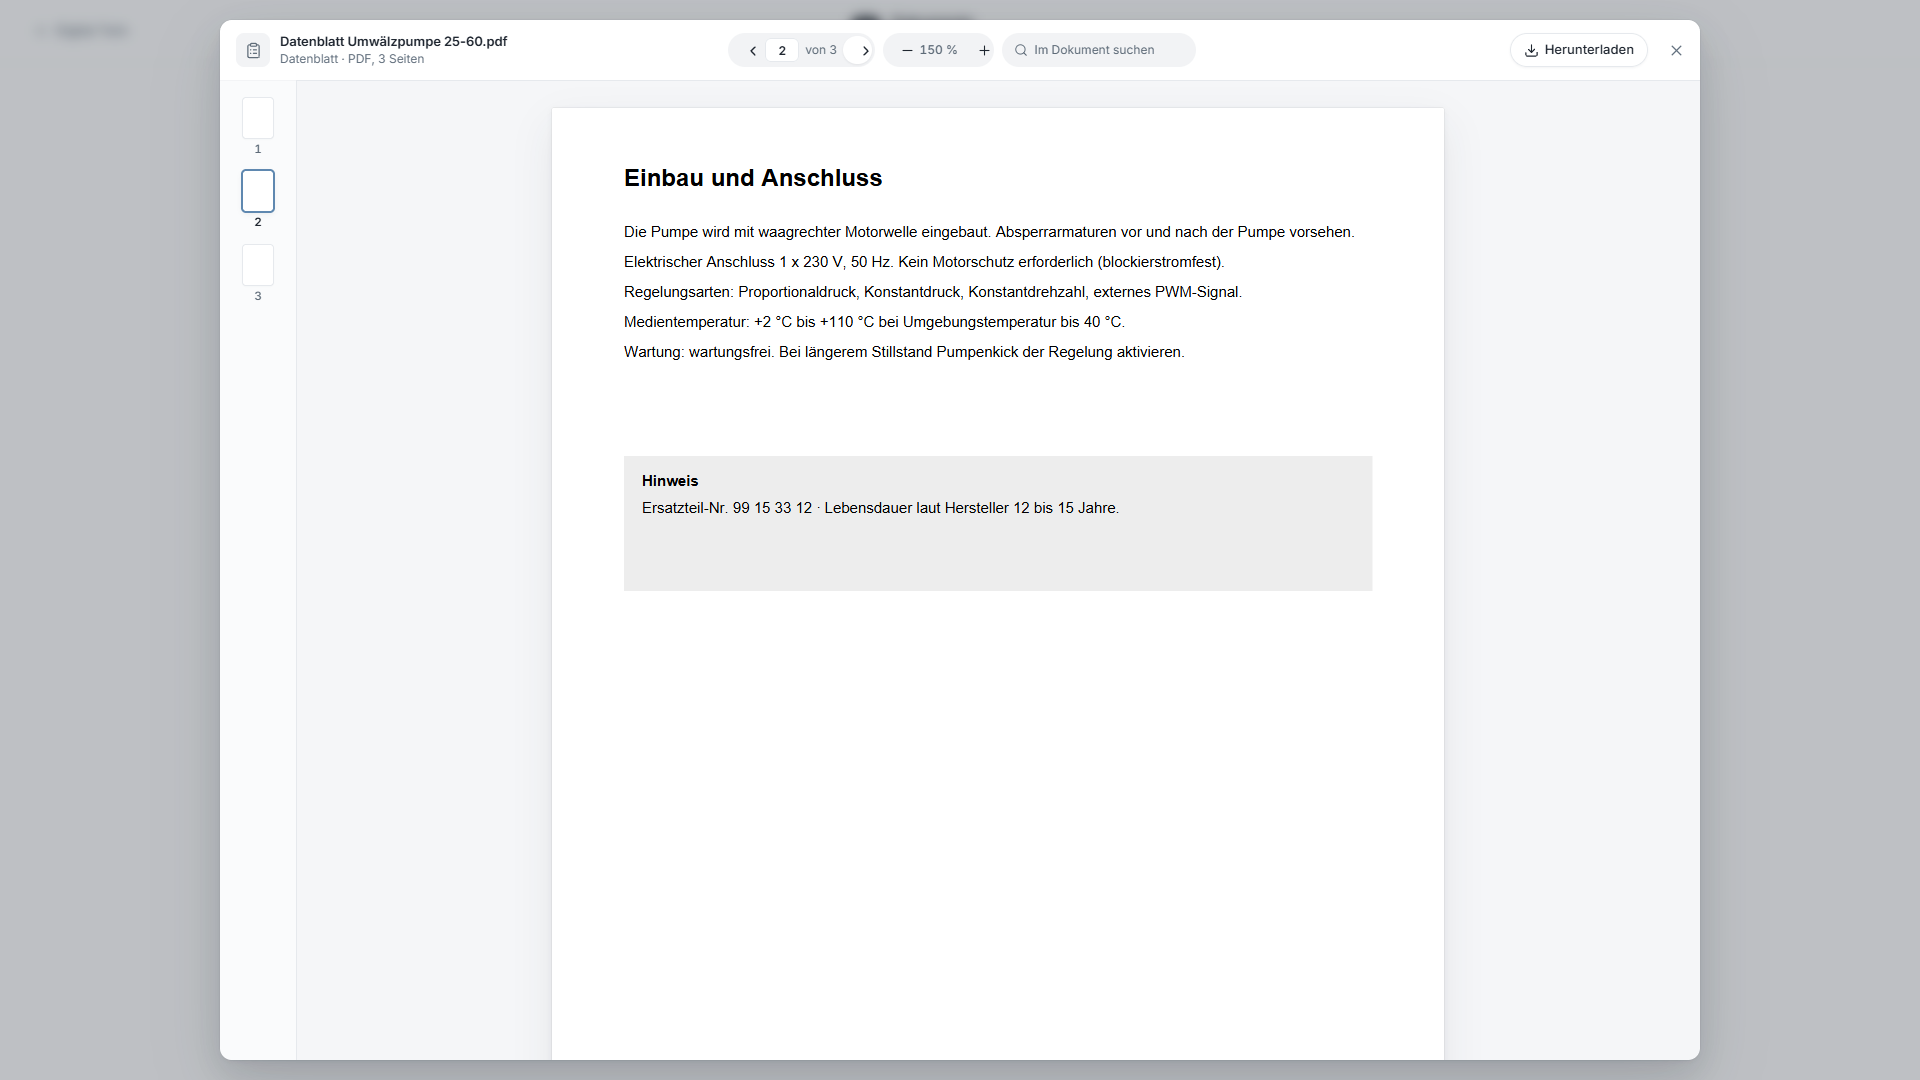 Datenblatt Umwälzpumpe 25-60.pdf
Datenblatt · PDF, 3 Seiten
2 von 3
150 %
Im Dokument suchen
Herunterladen
1
2
3
Einbau und Anschluss
Die Pumpe wird mit waagrechter Motorwelle eingebaut. Absperrarmaturen vor und nach der Pumpe vorsehen.
Elektrischer Anschluss 1 x 230 V, 50 Hz. Kein Motorschutz erforderlich (blockierstromfest).
Regelungsarten: Proportionaldruck, Konstantdruck, Konstantdrehzahl, externes PWM-Signal.
Medientemperatur: +2 °C bis +110 °C bei Umgebungstemperatur bis 40 °C.
Wartung: wartungsfrei. Bei längerem Stillstand Pumpenkick der Regelung aktivieren.
Hinweis
Ersatzteil-Nr. 99 15 33 12 · Lebensdauer laut Hersteller 12 bis 15 Jahre.